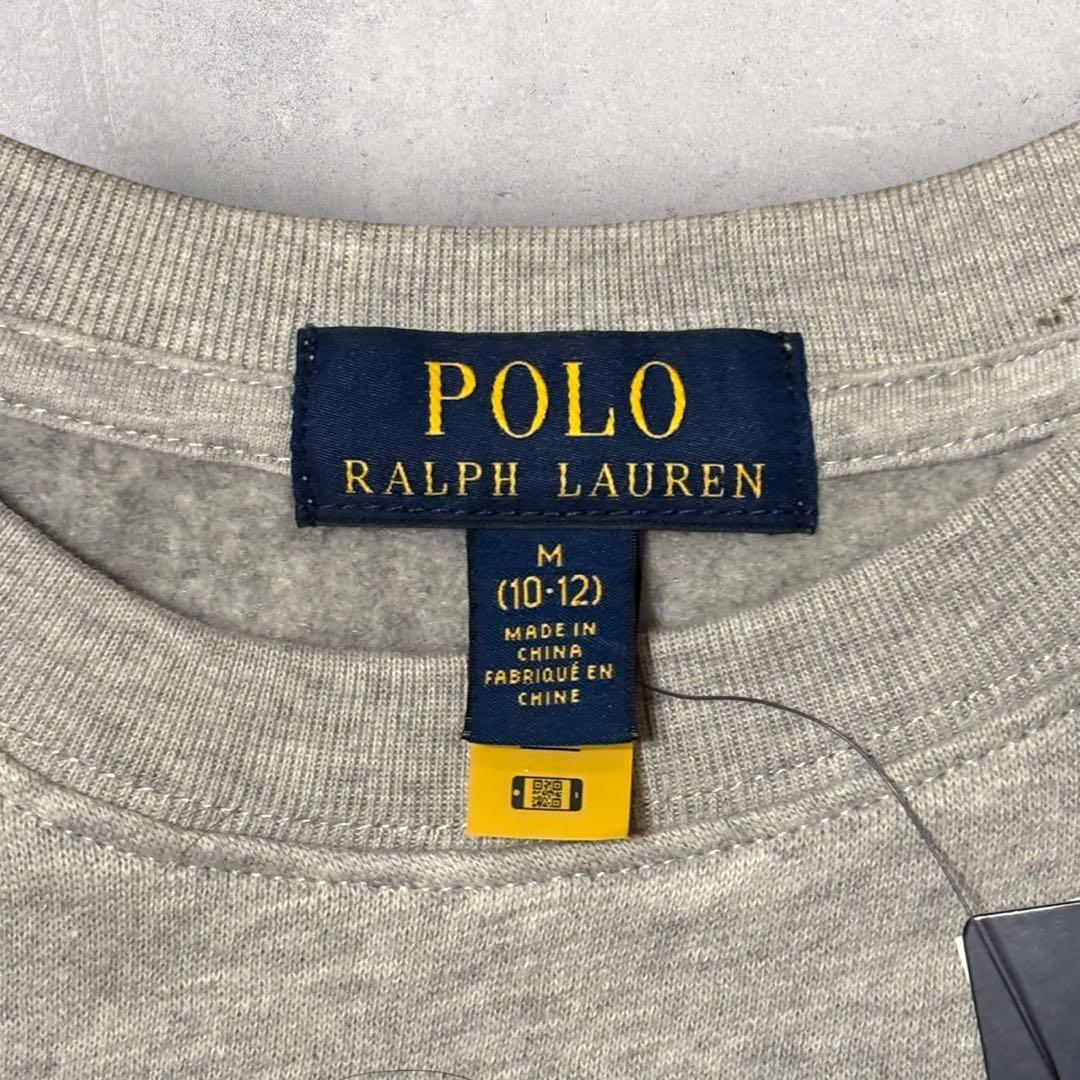 POLO
RALPH LAUREN
M
(10-12)
MADE IN
CHINA
FABRIQUÉ EN
CHINE